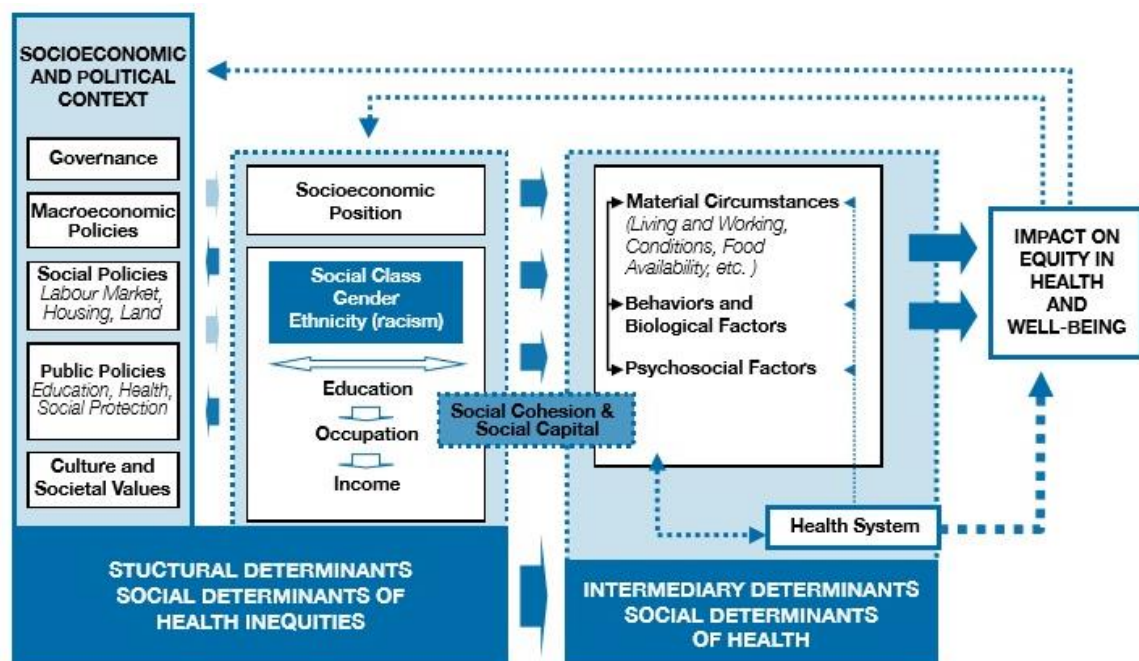 SOCIOECONOMIC
AND POLITICAL
CONTEXT
Governance
Macroeconomic
Policies
Social Policies
Labour Market,
Housing, Land
Public Policies
Education, Health,
Social Protection
Culture and
Societal Values
Socioeconomic
Position
Social Class
Gender
Ethnicity (racism)
Education
Occupation
Income
Social Cohesion &
Social Capital
Material Circumstances
(Living and Working,
Conditions, Food
Availability, etc. )
Behaviors and
Biological Factors
Psychosocial Factors
Health System
IMPACT ON
EQUITY IN
HEALTH
AND
WELL-BEING
STUCTURAL DETERMINANTS
SOCIAL DETERMINANTS OF
HEALTH INEQUITIES
INTERMEDIARY DETERMINANTS
SOCIAL DETERMINANTS
OF HEALTH